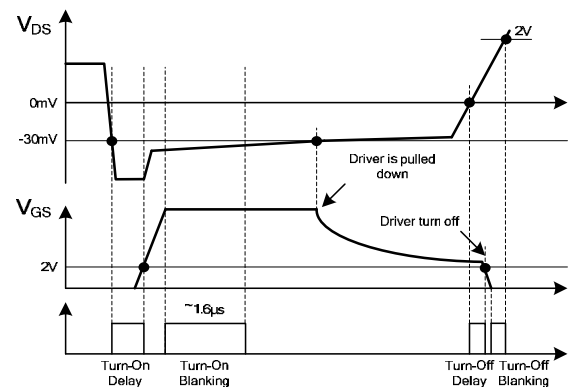 VDS
2V
0mV
-30mV
Driver is pulled
down
VGS
Driver turn off
2V
~1.6µs
Turn-On
Delay
Turn-On
Blanking
Turn-Off
Delay
Turn-Off
Blanking